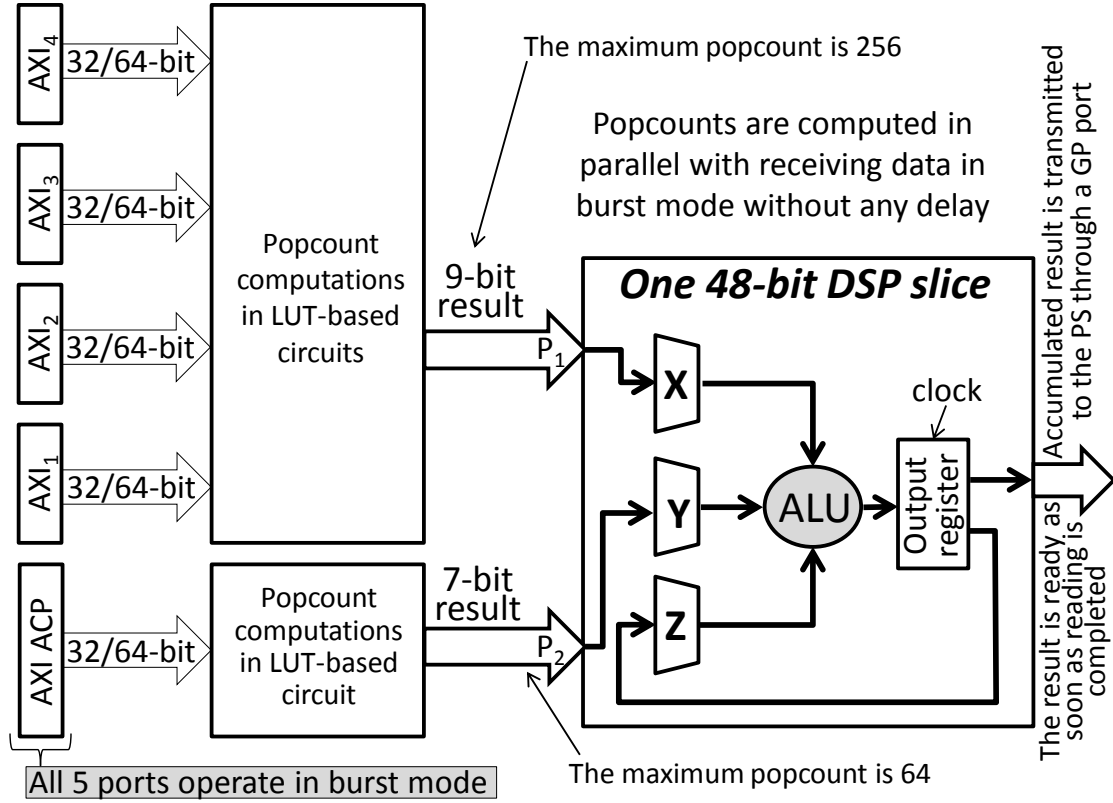 AXI4
32/64-bit
AXI3
32/64-bit
AXI2
32/64-bit
AXI1
32/64-bit
AXI ACP
32/64-bit
All 5 ports operate in burst mode
Popcount
computations
in LUT-based
circuits
Popcount
computations
in LUT-based
circuit
The maximum popcount is 256
9-bit
result
P1
7-bit
result
P2
The maximum popcount is 64
Popcounts are computed in
parallel with receiving data in
burst mode without any delay
One 48-bit DSP slice
X
Y
Z
ALU
clock
Output
register
Accumulated result is transmitted
to the PS through a GP port
The result is ready as
soon as reading is
completed